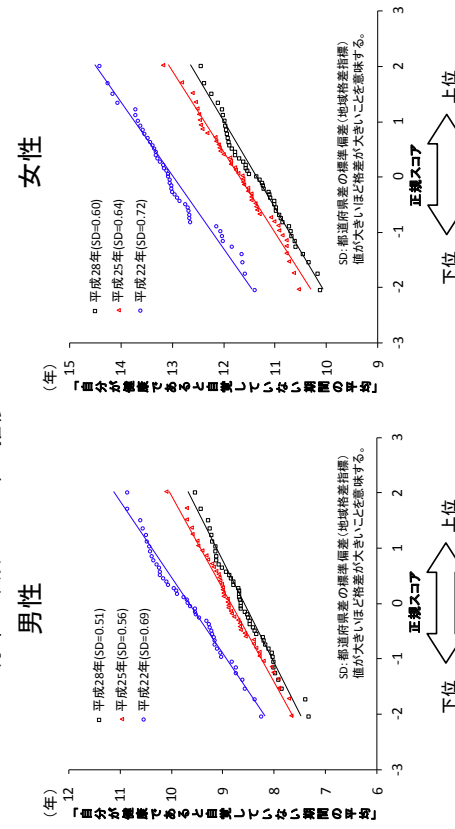 男性
(年)
12
11
10
9
8
7
6
「自分が健康であると自覚していない期間の平均」
平成28年(SD=0.51)
平成25年(SD=0.56)
平成22年(SD=0.69)
SD:都道府県差の標準偏差(地域格差指標)
値が大きいほど格差が大きいことを意味する。
-3
-2
-1
0
1
2
3
正規スコア
下位
上位
女性
(年)
15
14
13
12
11
10
9
「自分が健康であると自覚していない期間の平均」
平成28年(SD=0.60)
平成25年(SD=0.64)
平成22年(SD=0.72)
SD:都道府県差の標準偏差(地域格差指標)
値が大きいほど格差が大きいことを意味する。
-3
-2
-1
0
1
2
3
正規スコア
下位
上位